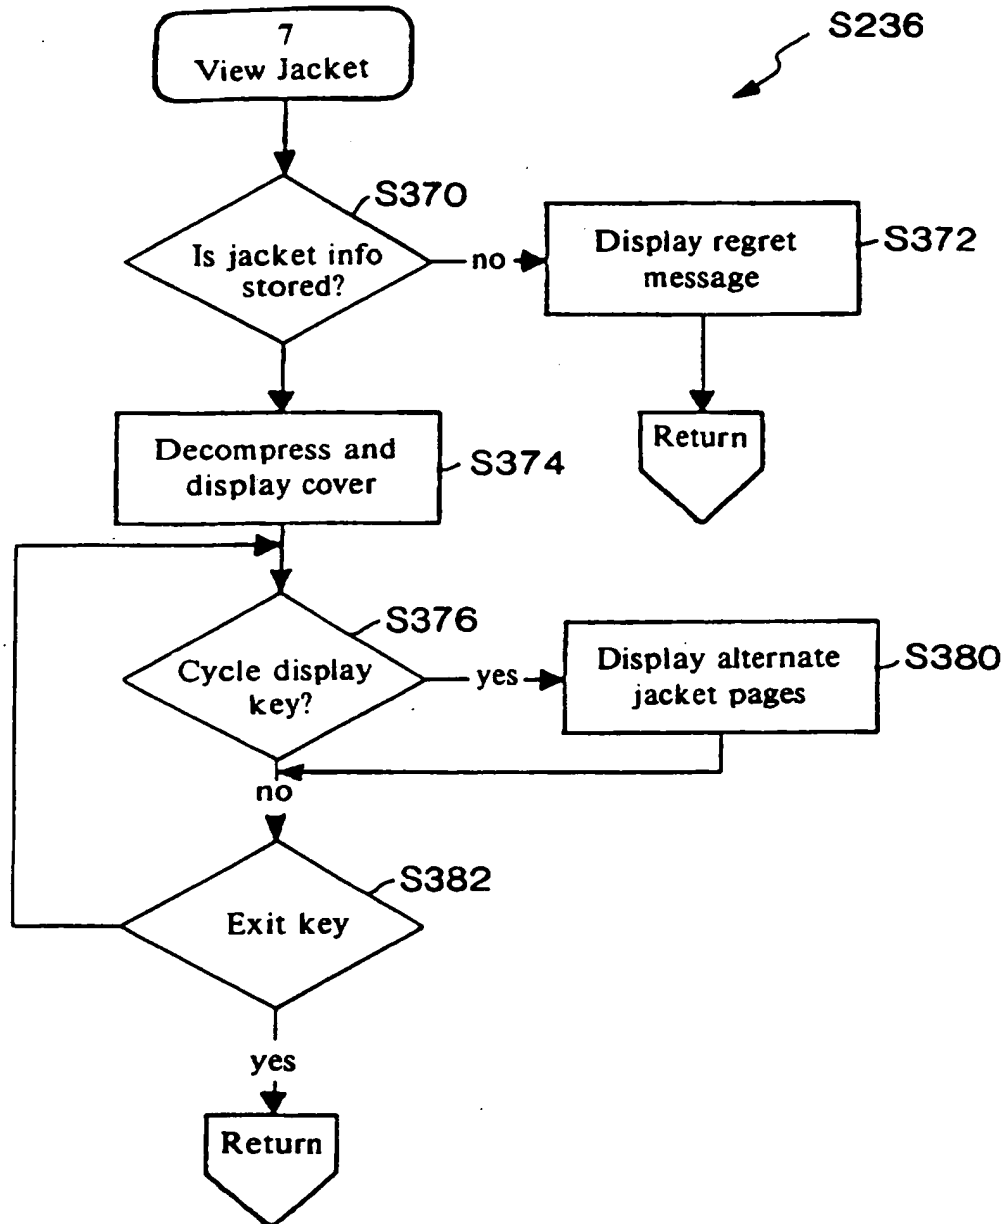 S236
7
View Jacket
S370
Is jacket info
stored?
no
Display regret
message
S372
Return
Decompress and
display cover
S374
S376
Cycle display
key?
yes
Display alternate
jacket pages
S380
no
S382
Exit key
yes
Return